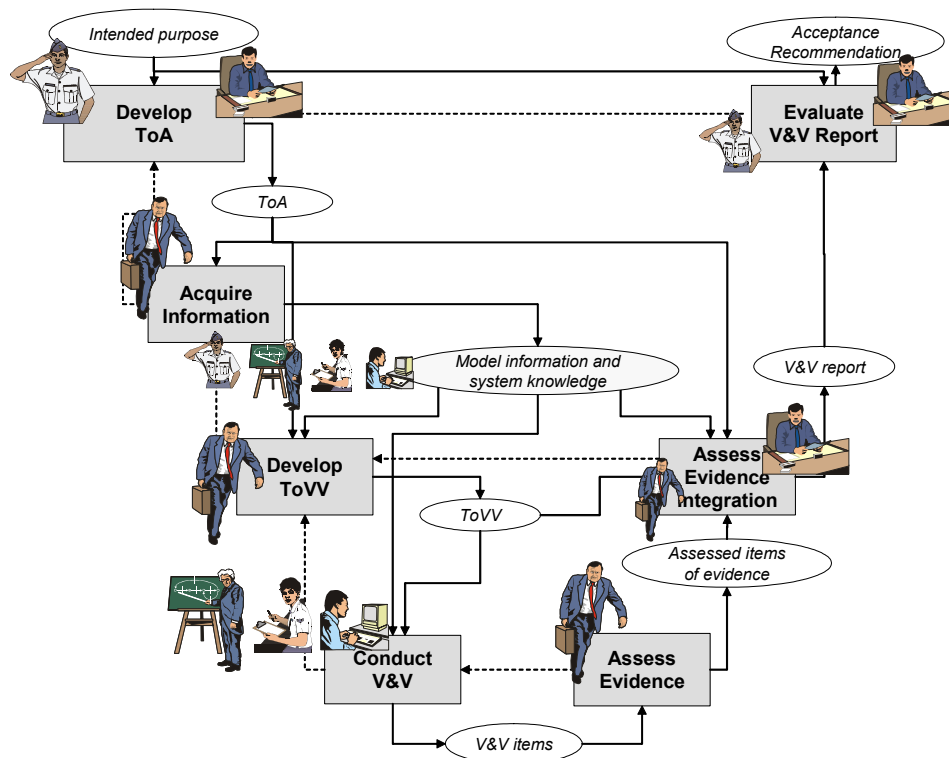 Intended purpose
Acceptance
Recommendation
Develop
ToA
Evaluate
V&V Report
ToA
Acquire
Information
Model information and
system knowledge
V&V report
Develop
ToVV
Assess
Evidence
ntegration
ToVV
Assessed items
of evidence
Conduct
V&V
Assess
Evidence
V&V items